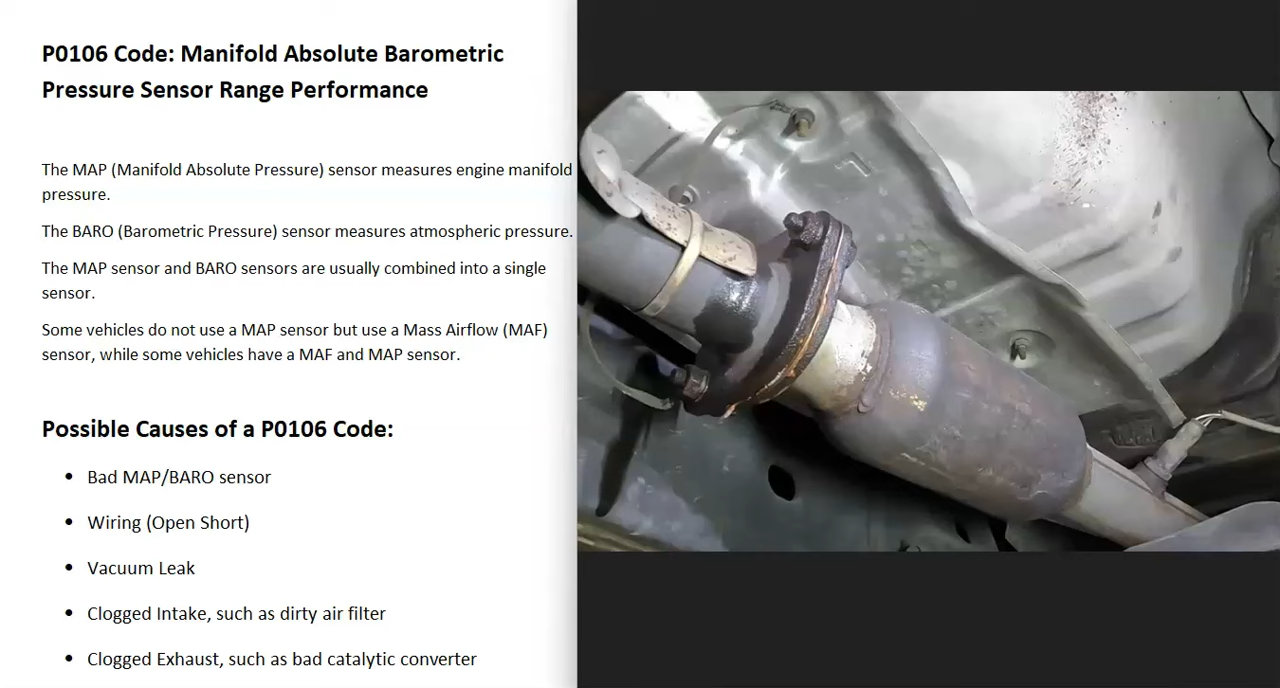 P0106 Code: Manifold Absolute Barometric
Pressure Sensor Range Performance
The MAP (Manifold Absolute Pressure) sensor measures engine manifold
pressure.
The BARO (Barometric Pressure) sensor measures atmospheric pressure.
The MAP sensor and BARO sensors are usually combined into a single
sensor.
Some vehicles do not use a MAP sensor but use a Mass Airflow (MAF)
sensor, while some vehicles have a MAF and MAP sensor.
Possible Causes of a P0106 Code:
• Bad MAP/BARO sensor
• Wiring (Open Short)
• Vacuum Leak
• Clogged Intake, such as dirty air filter
• Clogged Exhaust, such as bad catalytic converter